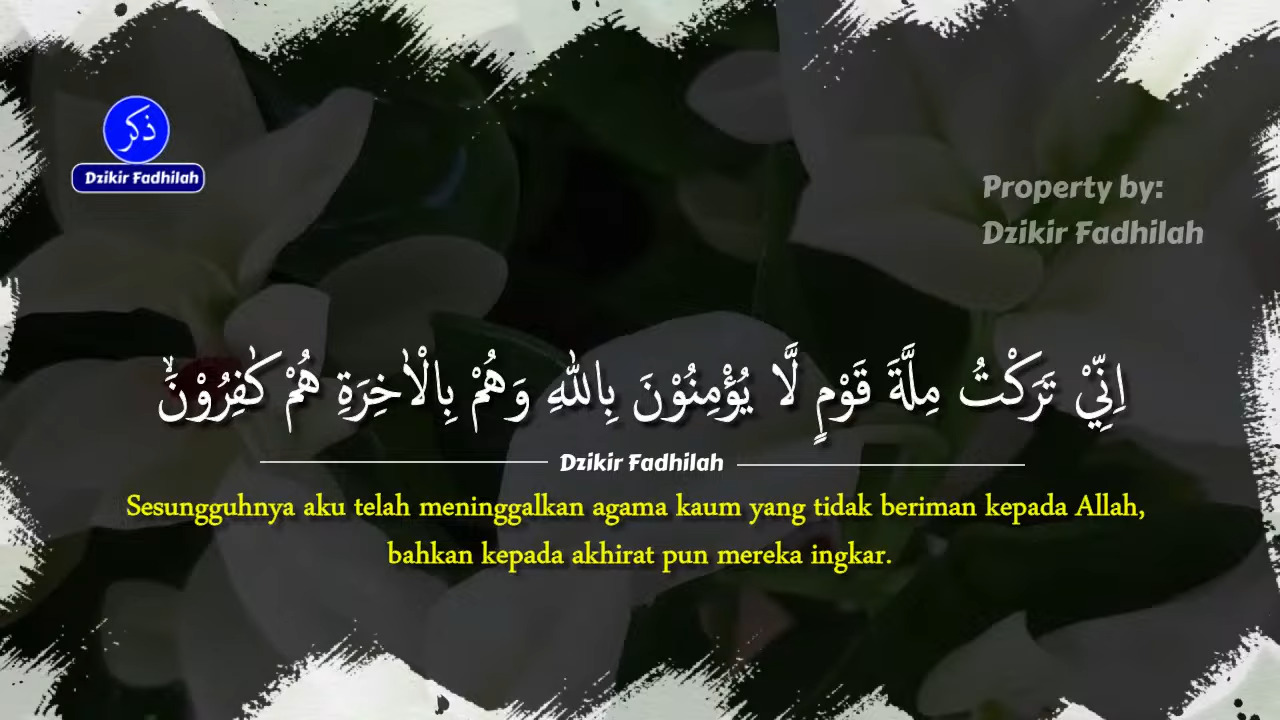 ذكر
Dzikir Fadhilah
Property by:
Dzikir Fadhilah
اِنِّيْ تَرَكْتُ مِلَّةَ قَوْمٍ لَّا يُؤْمِنُوْنَ بِاللّٰهِ وَهُمْ بِالْاٰخِرَةِ هُمْ كٰفِرُوْنَۙ
Dzikir Fadhilah
Sesungguhnya aku telah meninggalkan agama kaum yang tidak beriman kepada Allah,
bahkan kepada akhirat pun mereka ingkar.